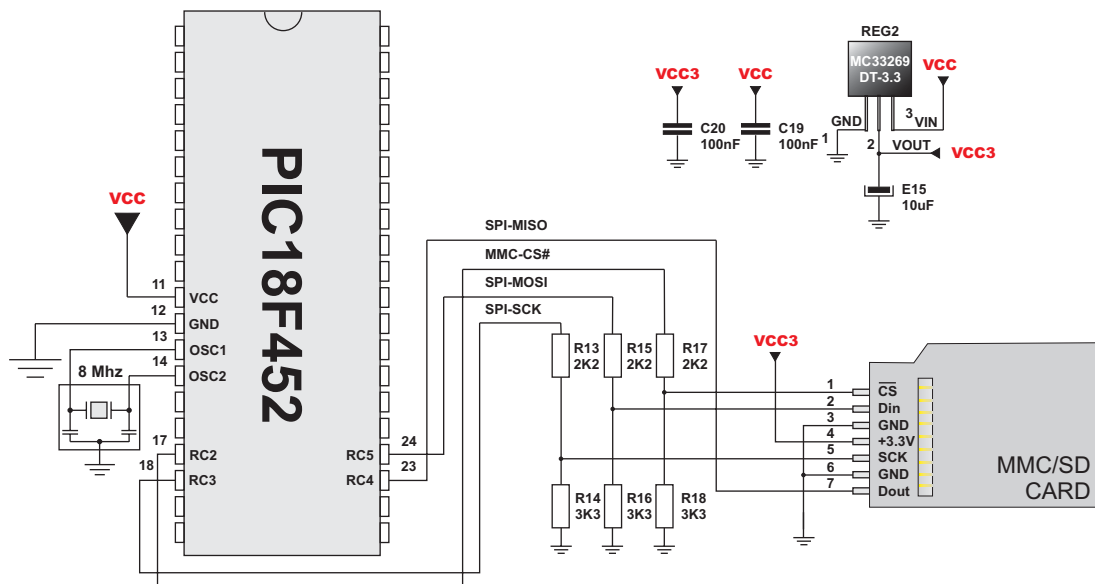 REG2
MC33269
DT-3.3
VCC3
VCC
VCC
C20
100nF
C19
100nF
GND
1
2
3
VIN
VOUT
VCC3
E15
10uF
PIC18F452
VCC
11
VCC
12
GND
13
OSC1
14
OSC2
8 Mhz
17
RC2
18
RC3
24
RC5
23
RC4
SPI-MISO
MMC-CS#
SPI-MOSI
SPI-SCK
R13
2K2
R15
2K2
R17
2K2
R14
3K3
R16
3K3
R18
3K3
VCC3
1
CS
2
Din
3
GND
4
+3.3V
5
SCK
6
GND
7
Dout
MMC/SD
CARD